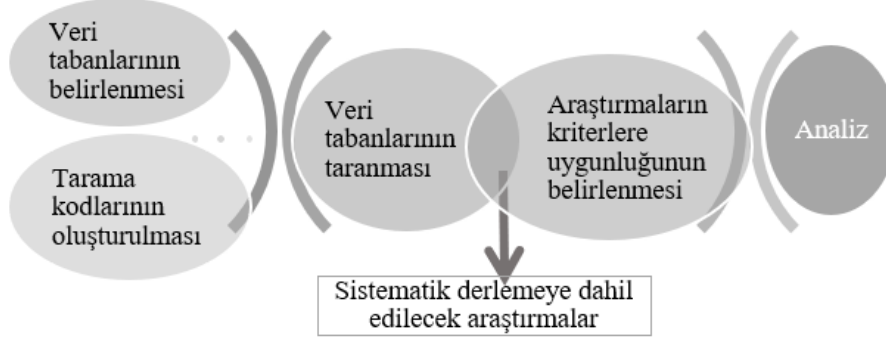 Veri
tabanlarının
belirlenmesi
Tarama
kodlarının
oluşturulması
Veri
tabanlarının
taranması
Araştırmaların
kriterlere
uygunluğunun
belirlenmesi
Analiz
Sistematik derlemeye dahil
edilecek araştırmalar